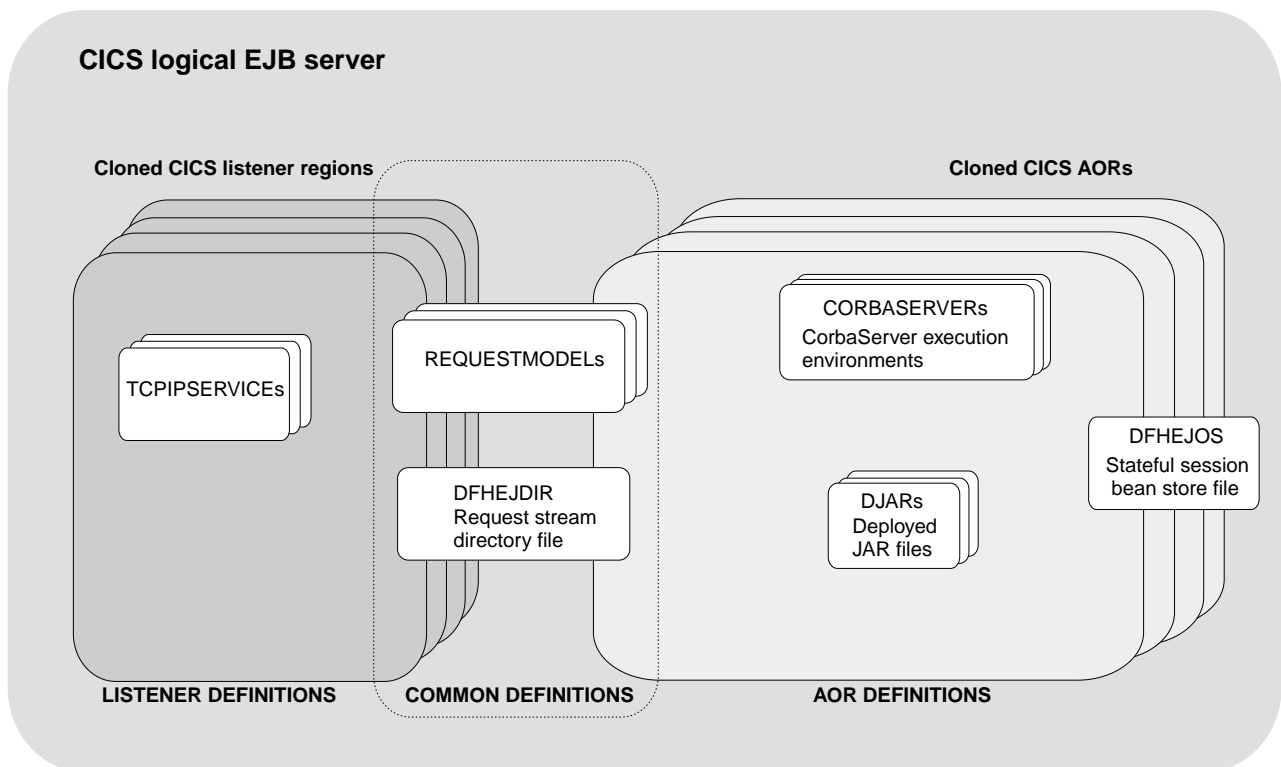 CICS logical EJB server
Cloned CICS listener regions
Cloned CICS AORs
TCPIPSERVICEs
REQUESTMODELs
DFHEJDIR
Request stream
directory file
CORBASERVERs
CorbaServer execution
environments
DJARs
Deployed
JAR files
DFHEJOS
Stateful session
bean store file
LISTENER DEFINITIONS
COMMON DEFINITIONS
AOR DEFINITIONS